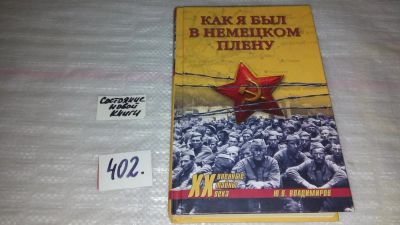 КАК Я БЫЛ
В НЕМЕЦКОМ
ПЛЕНУ
Состояние
новой
книги
402.
XX
ВОЕННЫЕ
ТАЙНЫ
ВЕКА
Ю.В. ВЛАДИМИРОВ